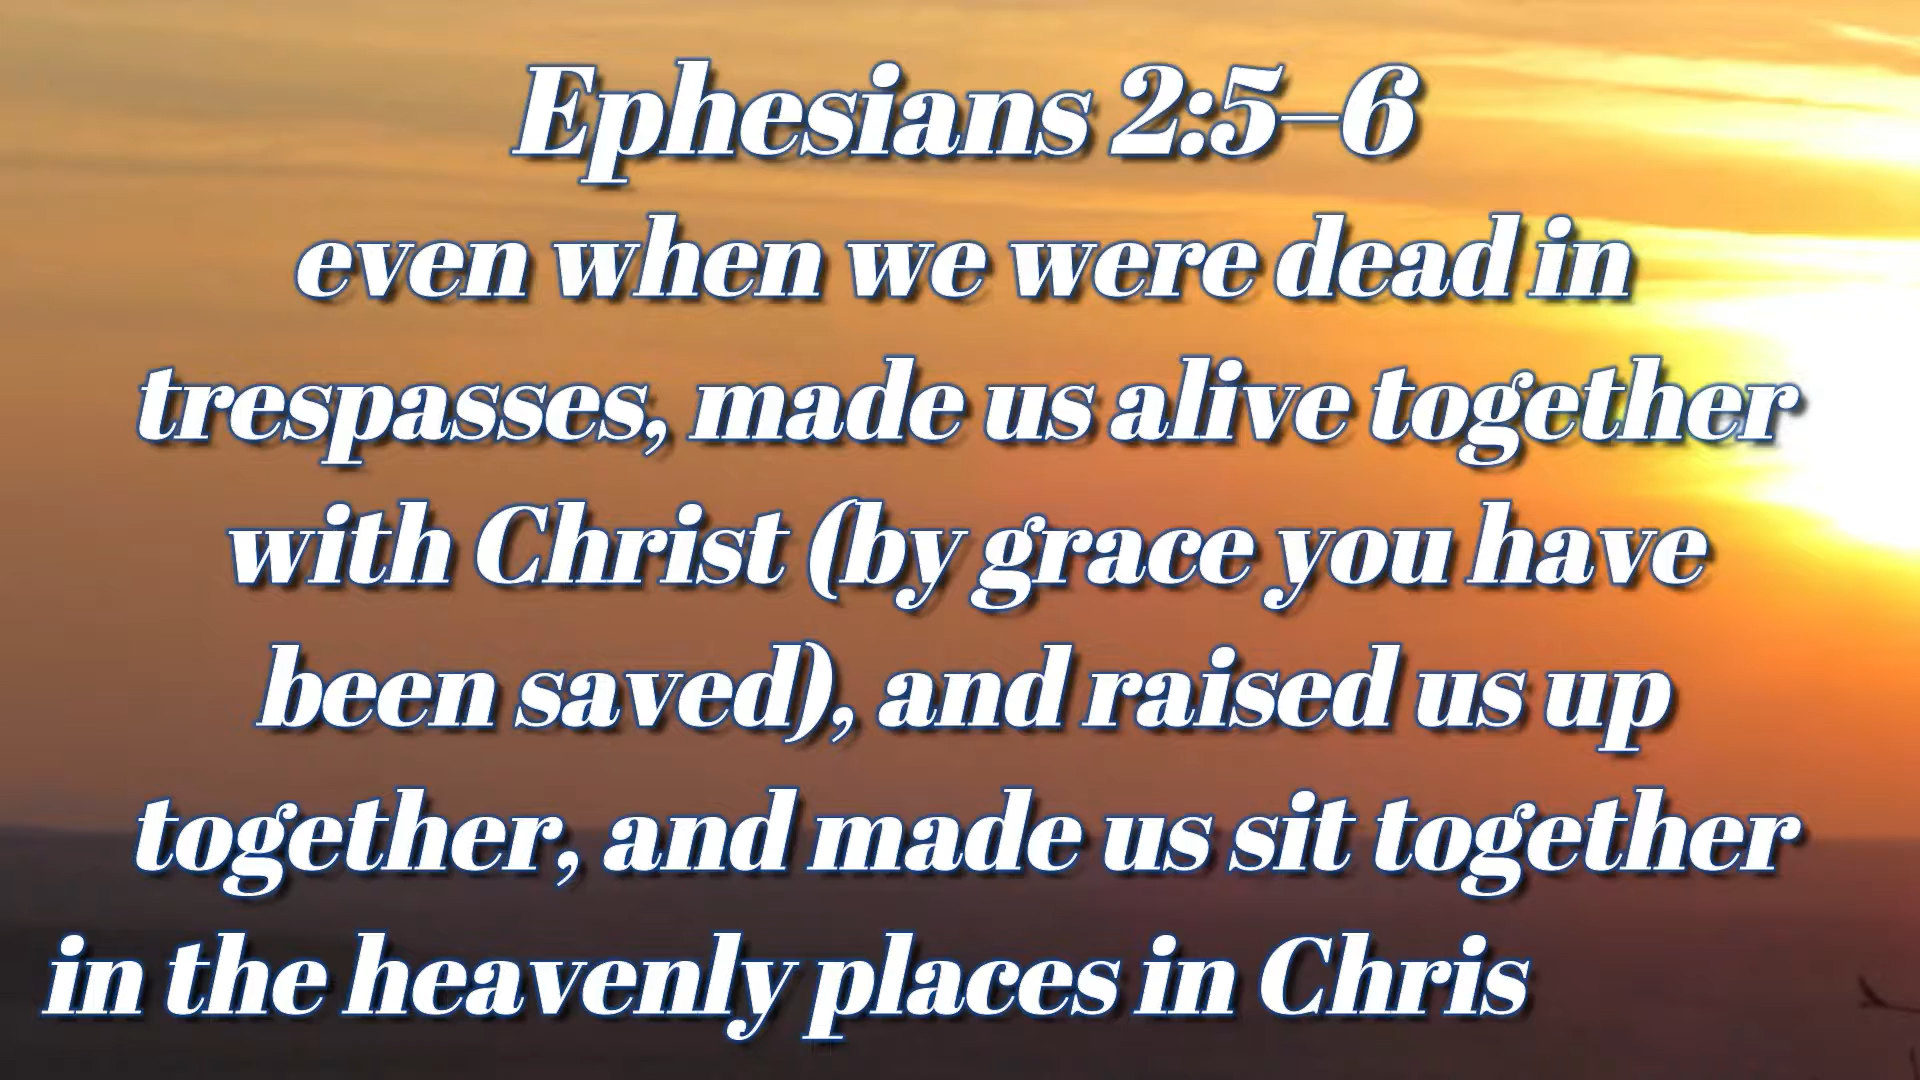 Ephesians 2:5–6
even when we were dead in
trespasses, made us alive together
with Christ (by grace you have
been saved), and raised us up
together, and made us sit together
in the heavenly places in Chris